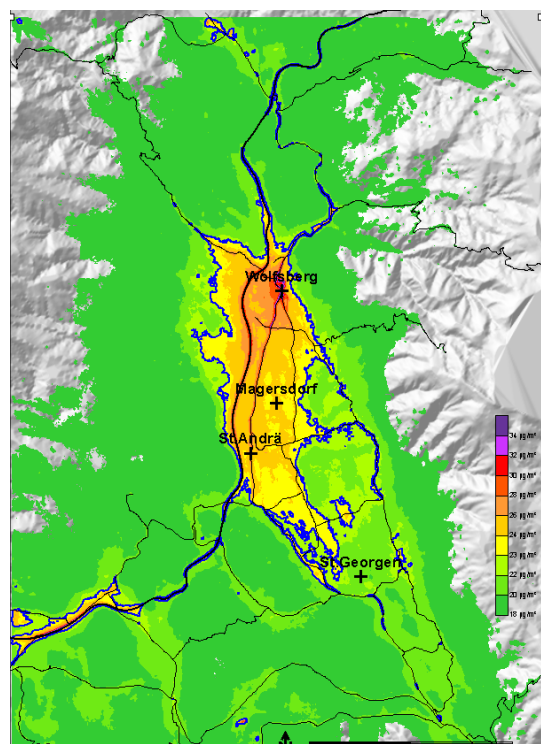 Wolfsberg
Magersdorf
St.Andrä
St.Georgen
34 µg/m³
32 µg/m³
30 µg/m³
28 µg/m³
26 µg/m³
24 µg/m³
23 µg/m³
22 µg/m³
20 µg/m³
18 µg/m³